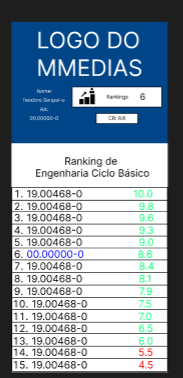 LOGO DO
MMEDIAS
Nome:
Teodoro Senpai-o
RA:
00.00000-0
Rankings 6
CR: 8.6
Ranking de
Engenharia Ciclo Básico
1. 19.00468-0 10.0
2. 19.00468-0 9.8
3. 19.00468-0 9.6
4. 19.00468-0 9.3
5. 19.00468-0 9.0
6. 00.00000-0 8.6
7. 19.00468-0 8.4
8. 19.00468-0 8.1
9. 19.00468-0 7.9
10. 19.00468-0 7.5
11. 19.00468-0 7.0
12. 19.00468-0 6.5
13. 19.00468-0 6.0
14. 19.00468-0 5.5
15. 19.00468-0 4.5